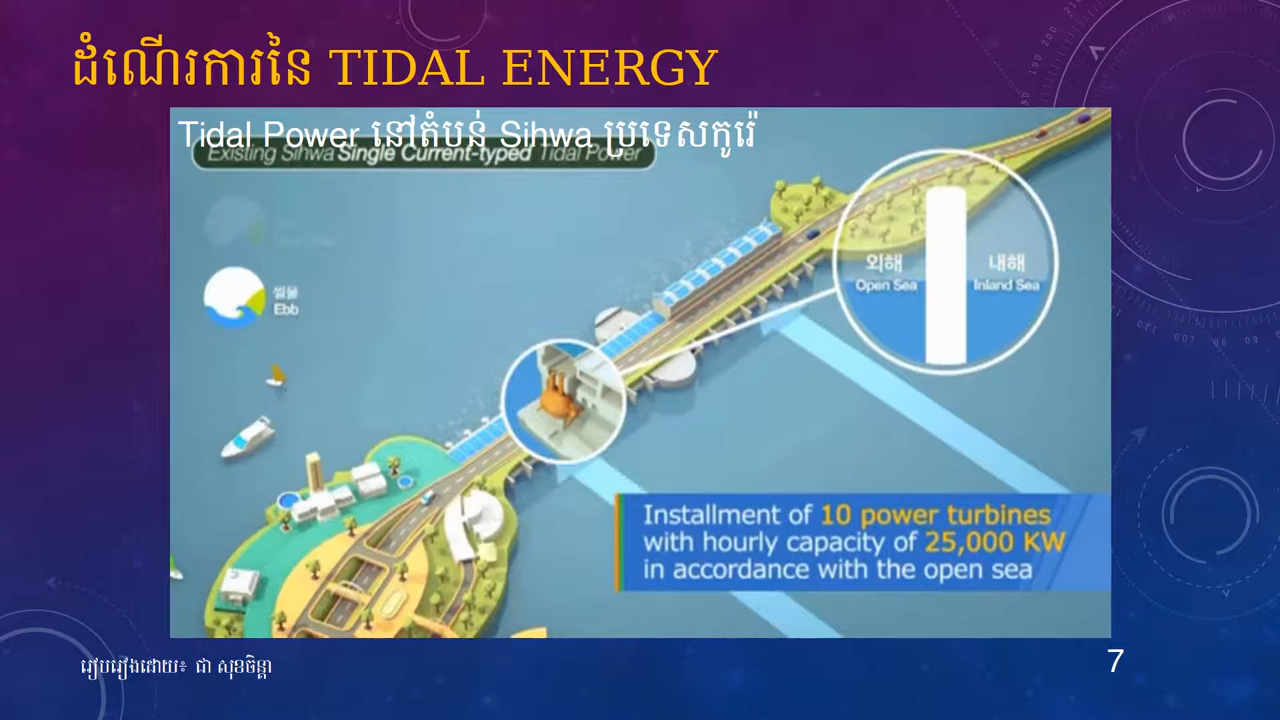 ដំណើរការនៃ TIDAL ENERGY
Tidal Power នៅតំបន់ Sihwa ប្រទេសកូរ៉េ
Existing Sihwa Single Current-typed Tidal Power
외해
Open Sea
내해
Inland Sea
썰물
Ebb
Installment of 10 power turbines
with hourly capacity of 25,000 KW
in accordance with the open sea
រៀបរៀងដោយ៖ ជា សុខចិន្តា
7